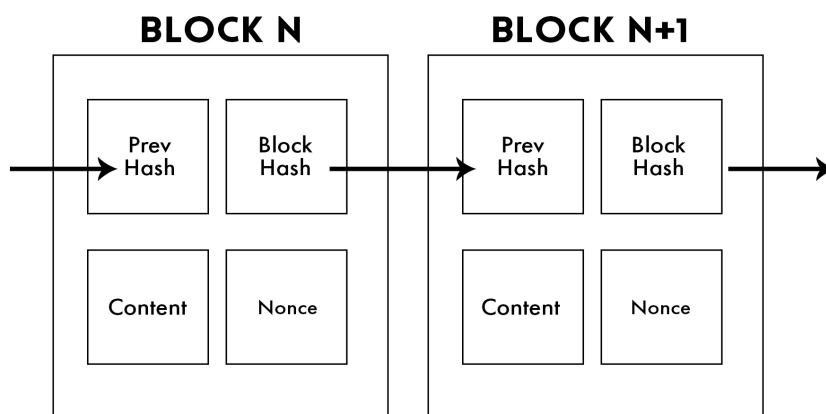 BLOCK N
BLOCK N+1
Prev
Hash
Block
Hash
Prev
Hash
Block
Hash
Content
Nonce
Content
Nonce